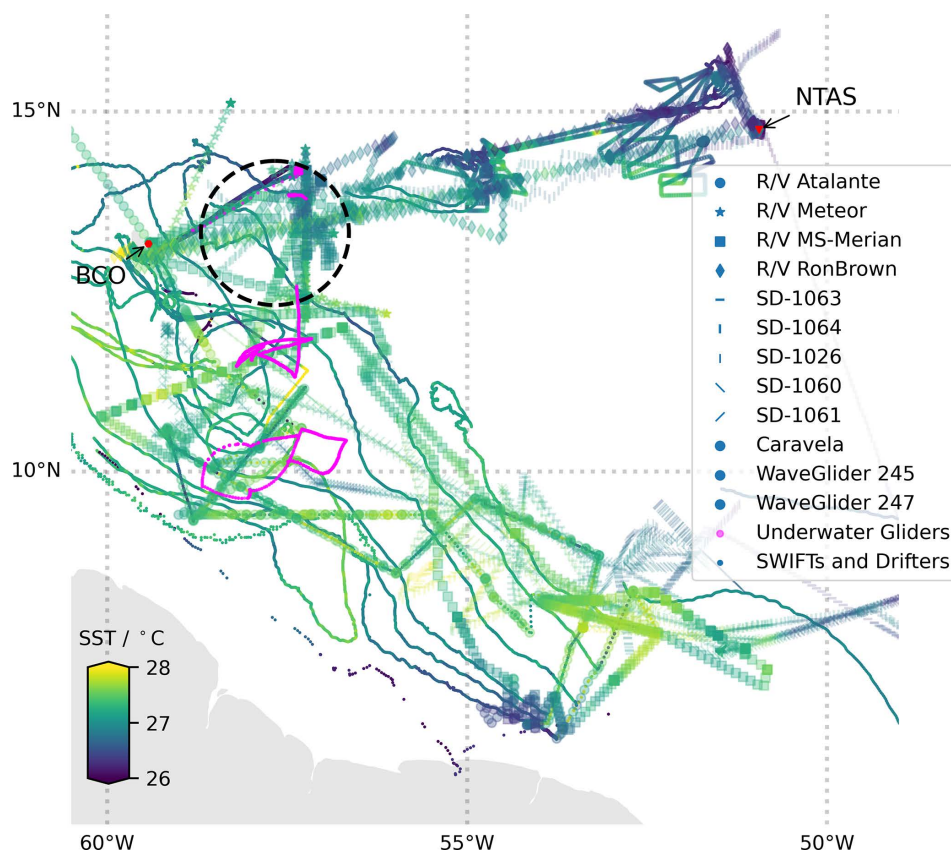 15°N
NTAS
R/V Atalante
R/V Meteor
R/V MS-Merian
R/V RonBrown
SD-1063
SD-1064
SD-1026
SD-1060
SD-1061
Caravela
WaveGlider 245
WaveGlider 247
Underwater Gliders
SWIFTs and Drifters
BCO
10°N
SST / °C
28
27
26
60°W
55°W
50°W